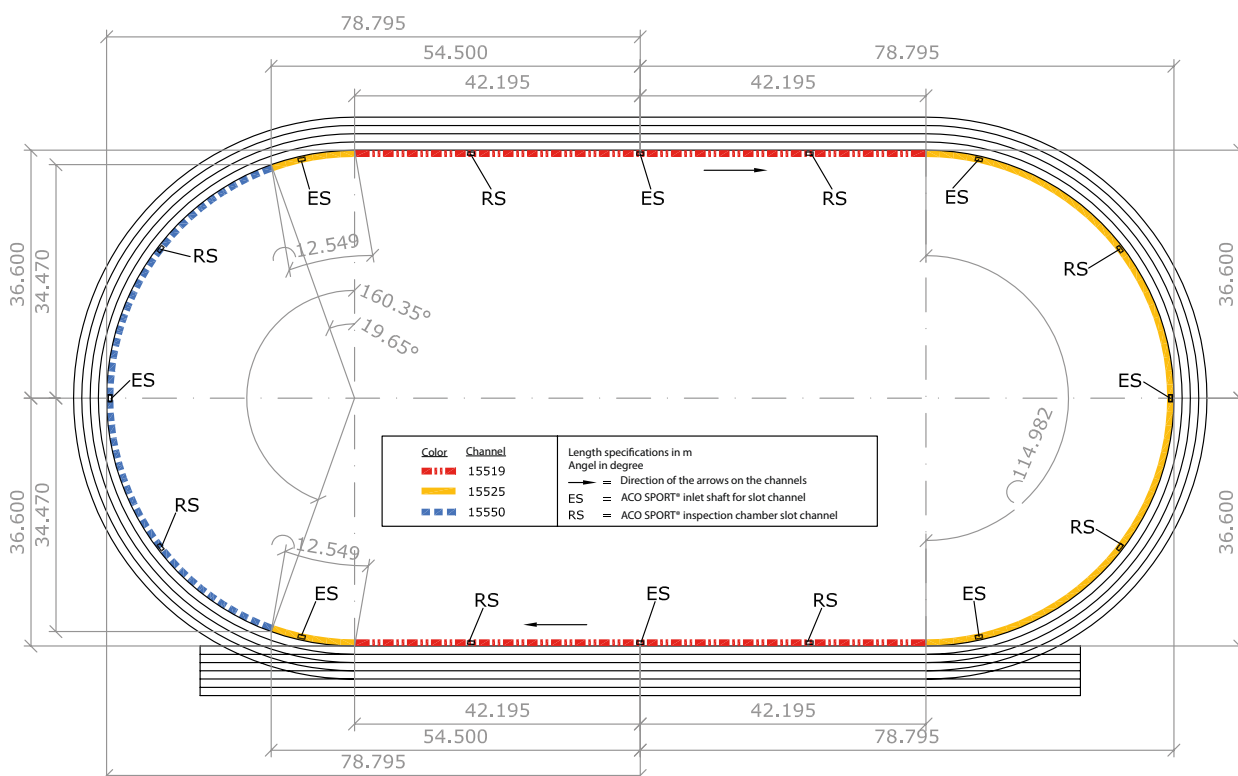 78.795
54.500
78.795
42.195
42.195
ES
RS
ES
RS
ES
12.549
RS
RS
36.600
34.470
36.600
160.35°
19.65°
ES
ES
114.982
Color Channel
15519
15525
15550
Length specifications in m
Angel in degree
= Direction of the arrows on the channels
ES = ACO SPORT® inlet shaft for slot channel
RS = ACO SPORT® inspection chamber slot channel
RS
RS
36.600
34.470
36.600
12.549
ES
RS
ES
RS
ES
42.195
42.195
54.500
78.795
78.795